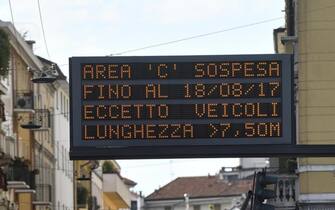 AREA 'C' SOSPESA
FINO AL 18/08/17
ECCETTO VEICOLI
LUNGHEZZA >7,50M